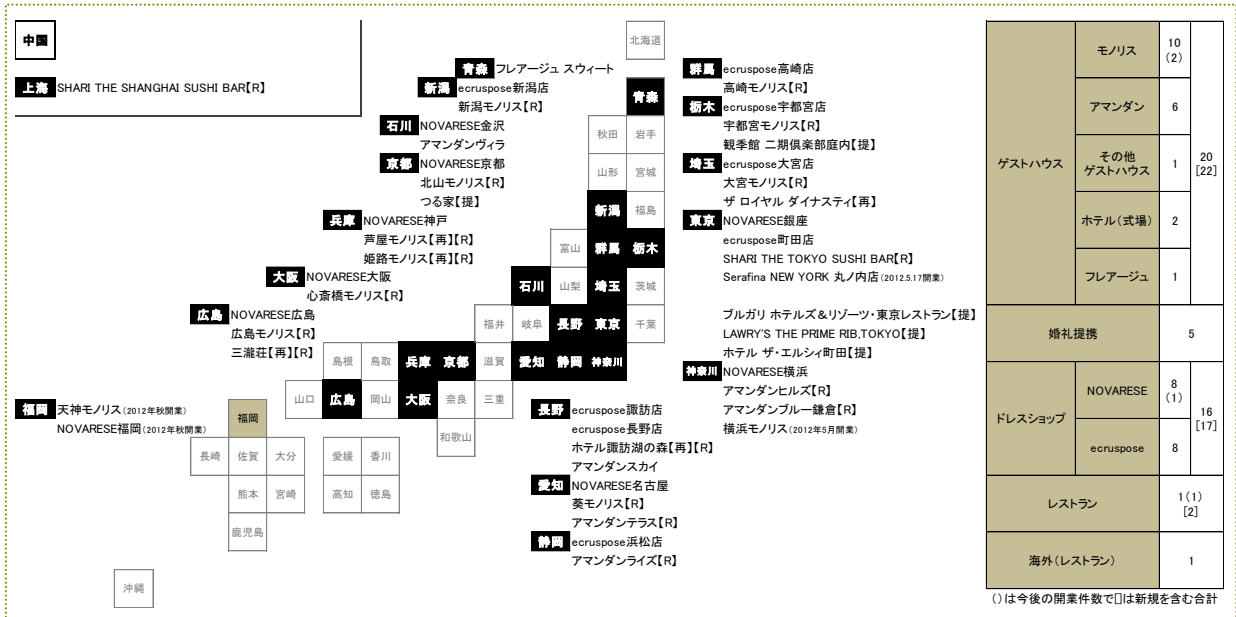 中国
上海 SHARI THE SHANGHAI SUSHI BAR【R】
青森 フレアージュ スウィート
新潟 ecruspose新潟店
新潟モノリス【R】
石川 NOVARESE金沢
アマンダンヴィラ
京都 NOVARESE京都
北山モノリス【R】
つる家【提】
兵庫 NOVARESE神戸
芦屋モノリス【再】【R】
姫路モノリス【再】【R】
大阪 NOVARESE大阪
心斎橋モノリス【R】
広島 NOVARESE広島
広島モノリス【R】
三瀧荘【再】【R】
福岡 天神モノリス(2012年秋開業)
NOVARESE福岡(2012年秋開業)
北海道
青森
秋田 岩手
山形 宮城
新潟 福島
富山 群馬 栃木
石川 山梨 埼玉 茨城
福井 岐阜 長野 東京 千葉
島根 鳥取 兵庫 京都 滋賀 愛知 静岡 神奈川
山口 広島 岡山 大阪 奈良 三重
和歌山
福岡
長崎 佐賀 大分 愛媛 香川
熊本 宮崎 高知 徳島
鹿児島
沖縄
群馬 ecruspose高崎店
高崎モノリス【R】
栃木 ecruspose宇都宮店
宇都宮モノリス【R】
観季館 二期倶楽部庭内【提】
埼玉 ecruspose大宮店
大宮モノリス【R】
ザ ロイヤル ダイナスティ【再】
東京 NOVARESE銀座
ecruspose町田店
SHARI THE TOKYO SUSHI BAR【R】
Serafina NEW YORK 丸ノ内店(2012.5.17開業)
ブルガリ ホテルズ&リゾーツ・東京レストラン【提】
LAWRY'S THE PRIME RIB,TOKYO【提】
ホテル ザ・エルシィ町田【提】
神奈川 NOVARESE横浜
アマンダンヒルズ【R】
アマンダンブルー鎌倉【R】
横浜モノリス(2012年5月開業)
長野 ecruspose諏訪店
ecruspose長野店
ホテル諏訪湖の森【再】【R】
アマンダンスカイ
愛知 NOVARESE名古屋
葵モノリス【R】
アマンダンテラス【R】
静岡 ecruspose浜松店
アマンダンライズ【R】
ゲストハウス
モノリス 10
(2)
アマンダン 6
その他
ゲストハウス 1
ホテル(式場) 2
フレアージュ 1
20
[22]
婚礼提携 5
ドレスショップ
NOVARESE 8
(1)
ecruspose 8
16
[17]
レストラン 1(1)
[2]
海外(レストラン) 1
()は今後の開業件数で[]は新規を含む合計